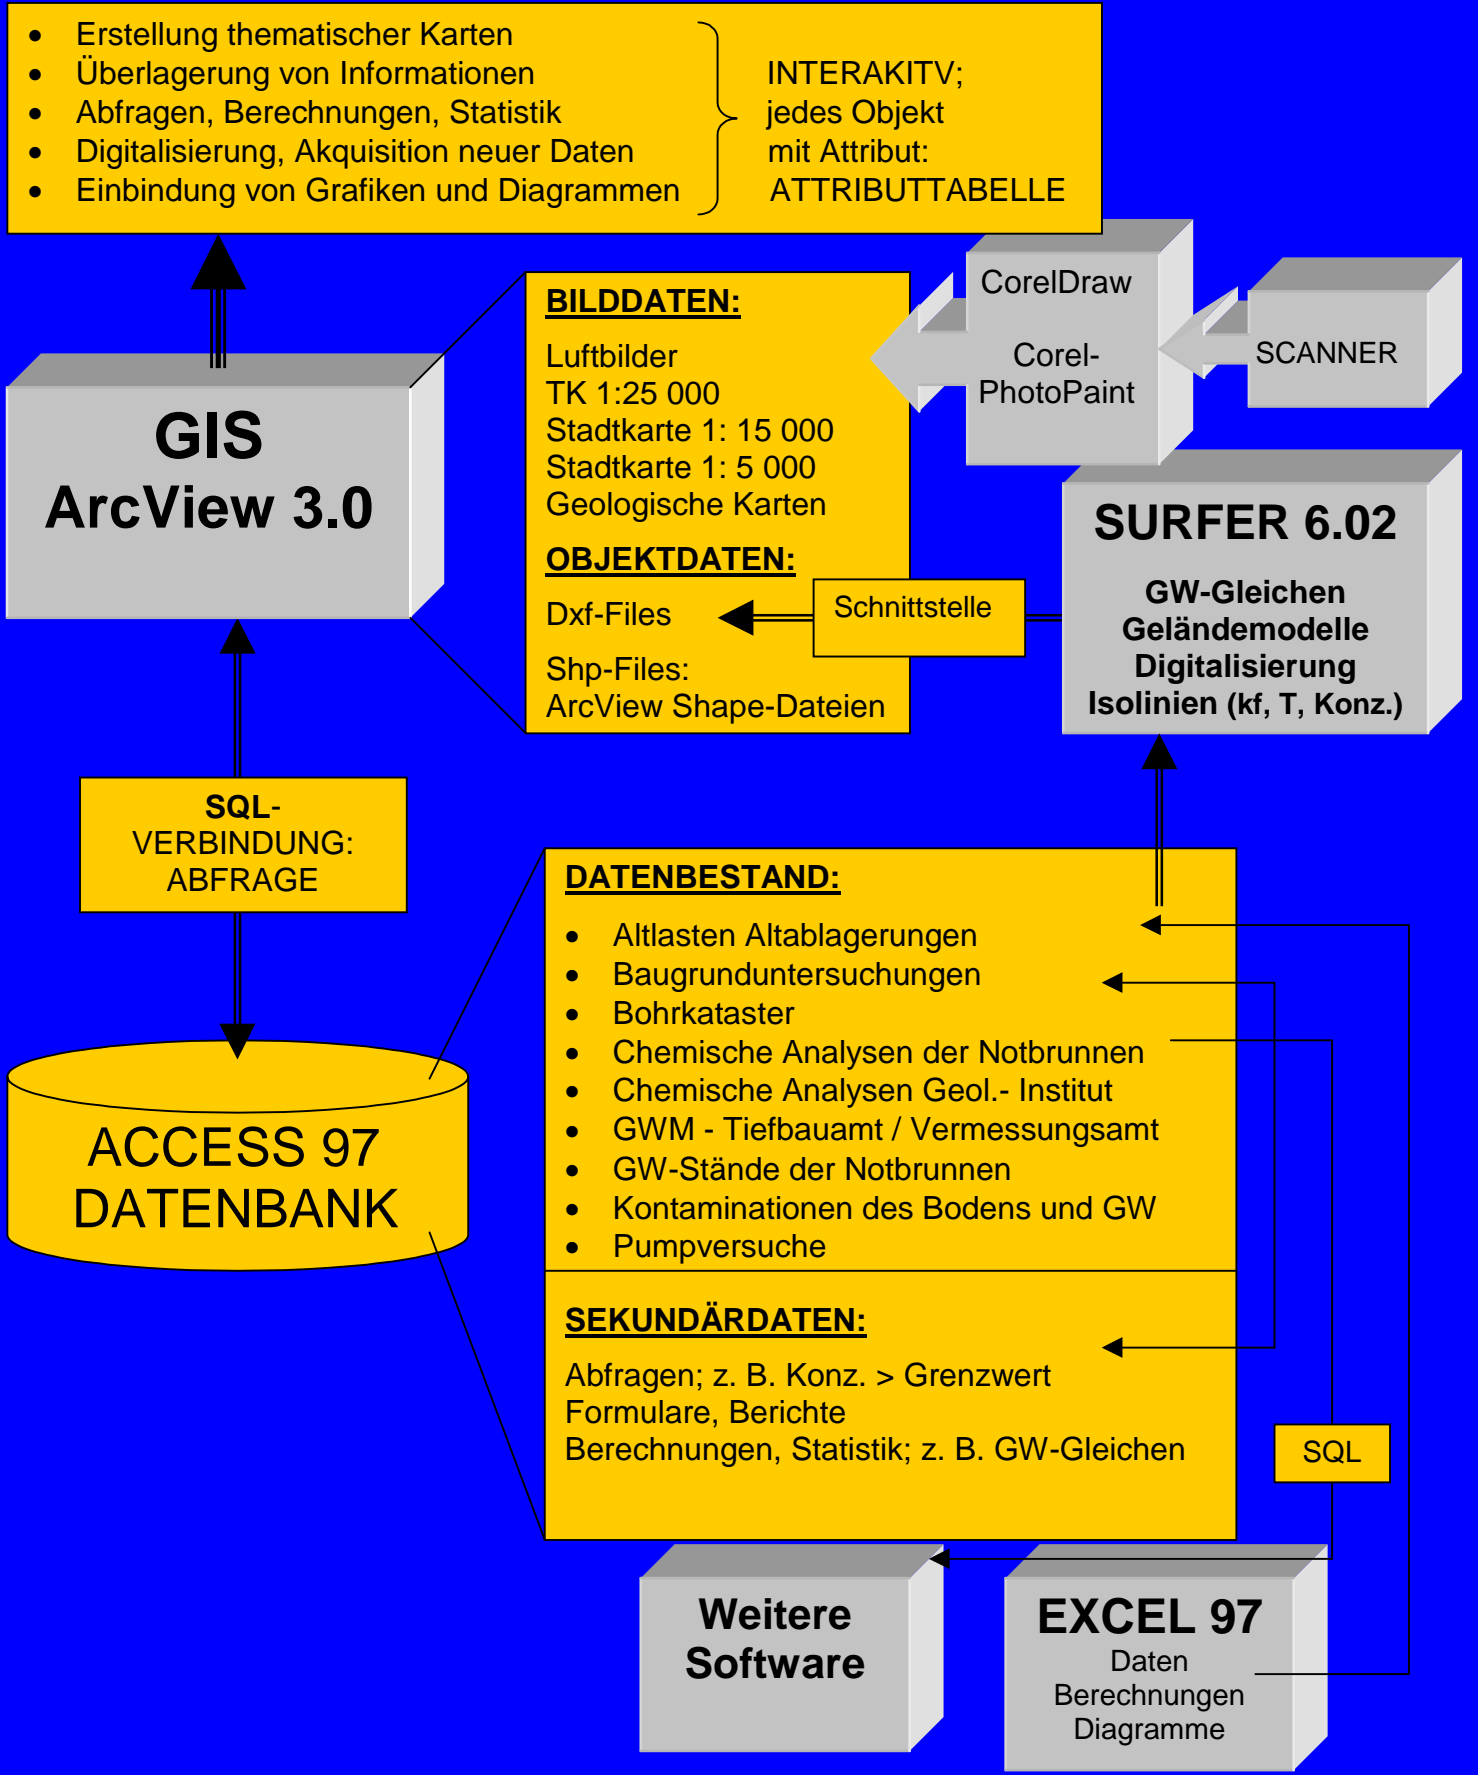 • Erstellung thematischer Karten
• Überlagerung von Informationen
• Abfragen, Berechnungen, Statistik
• Digitalisierung, Akquisition neuer Daten
• Einbindung von Grafiken und Diagrammen
INTERAKITV;
jedes Objekt
mit Attribut:
ATTRIBUTTABELLE
GIS
ArcView 3.0
BILDDATEN:
Luftbilder
TK 1:25 000
Stadtkarte 1: 15 000
Stadtkarte 1: 5 000
Geologische Karten
OBJEKTDATEN:
Dxf-Files
Shp-Files:
ArcView Shape-Dateien
CorelDraw
Corel-
PhotoPaint
SCANNER
Schnittstelle
SURFER 6.02
GW-Gleichen
Geländemodelle
Digitalisierung
Isolinien (kf, T, Konz.)
SQL-
VERBINDUNG:
ABFRAGE
ACCESS 97
DATENBANK
DATENBESTAND:
• Altlasten Altablagerungen
• Baugrunduntersuchungen
• Bohrkataster
• Chemische Analysen der Notbrunnen
• Chemische Analysen Geol.- Institut
• GWM - Tiefbauamt / Vermessungsamt
• GW-Stände der Notbrunnen
• Kontaminationen des Bodens und GW
• Pumpversuche
SEKUNDÄRDATEN:
Abfragen; z. B. Konz. > Grenzwert
Formulare, Berichte
Berechnungen, Statistik; z. B. GW-Gleichen
SQL
Weitere
Software
EXCEL 97
Daten
Berechnungen
Diagramme